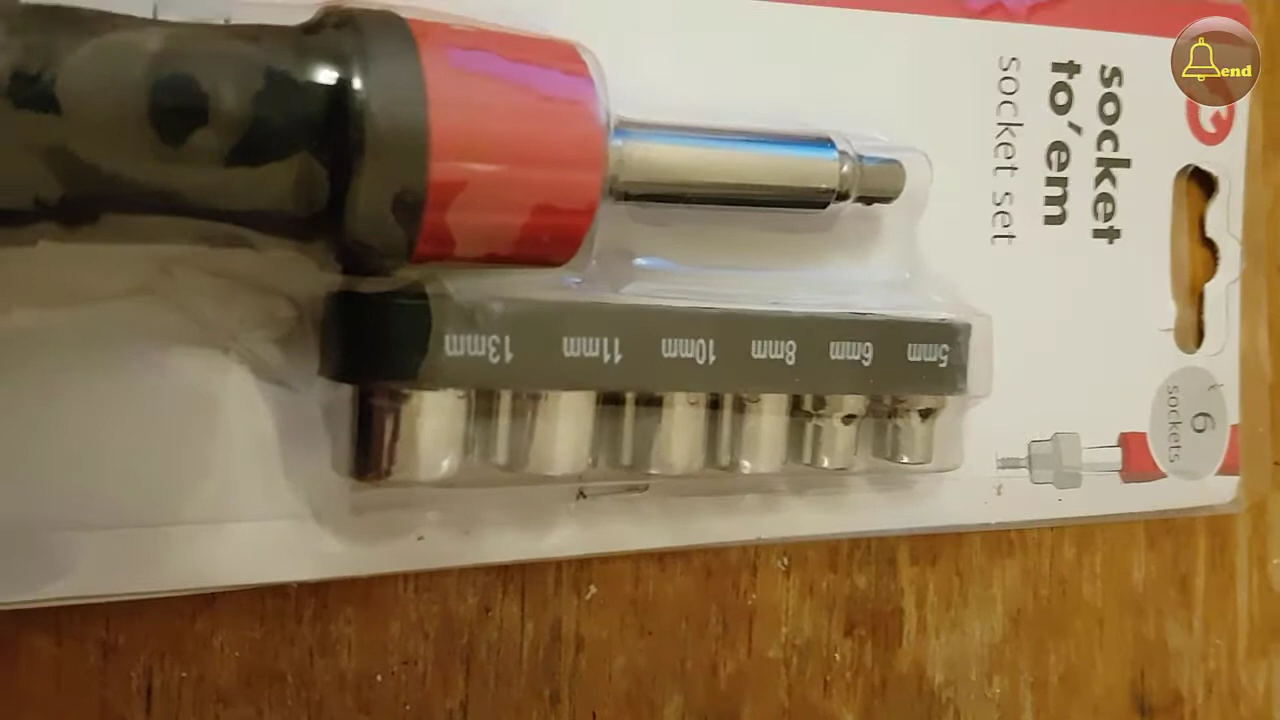 socket
to'em
socket set
6
sockets
13mm
11mm
10mm
8mm
6mm
5mm
end